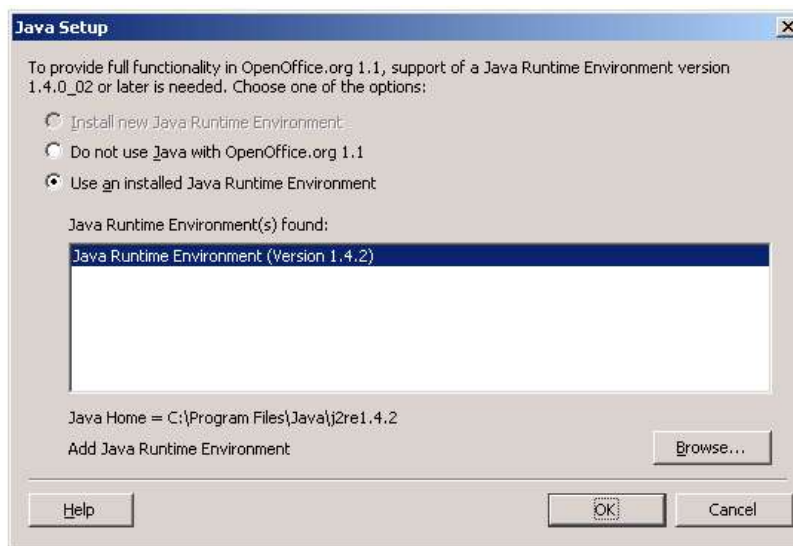 Java Setup
To provide full functionality in OpenOffice.org 1.1, support of a Java Runtime Environment version
1.4.0_02 or later is needed. Choose one of the options:
Install new Java Runtime Environment
Do not use Java with OpenOffice.org 1.1
Use an installed Java Runtime Environment
Java Runtime Environment(s) found:
Java Runtime Environment (Version 1.4.2)
Java Home = C:\Program Files\Java\j2re1.4.2
Add Java Runtime Environment
Browse...
Help
OK
Cancel